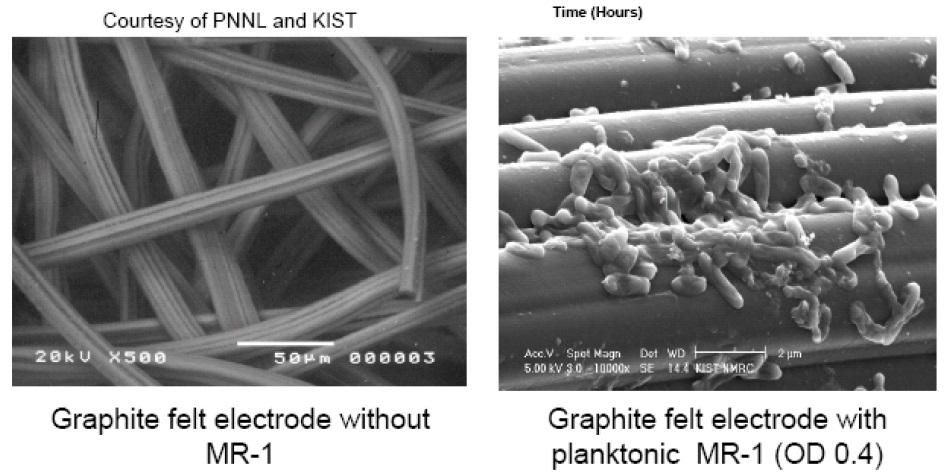 Courtesy of PNNL and KIST
Time (Hours)
20kV X500 50μm 000003
Acc.V Spot Magn Det WD 2 μm
5.00 kV 3.0 10000x SE 14.4 KIST NMRC
Graphite felt electrode without
MR-1
Graphite felt electrode with
planktonic MR-1 (OD 0.4)